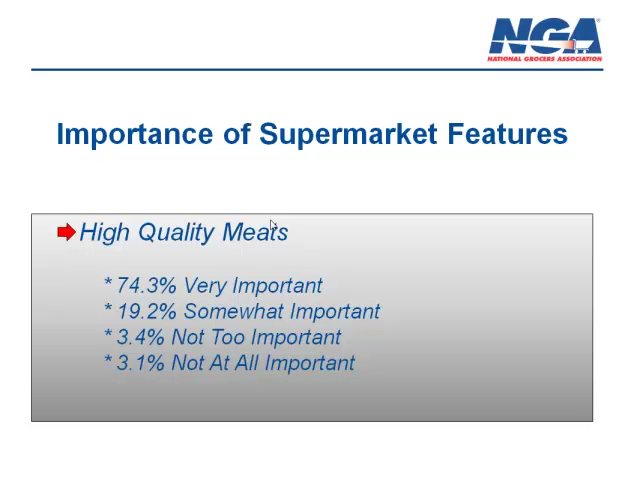 NGA
NATIONAL GROCERS ASSOCIATION
Importance of Supermarket Features
High Quality Meats
* 74.3% Very Important
* 19.2% Somewhat Important
* 3.4% Not Too Important
* 3.1% Not At All Important